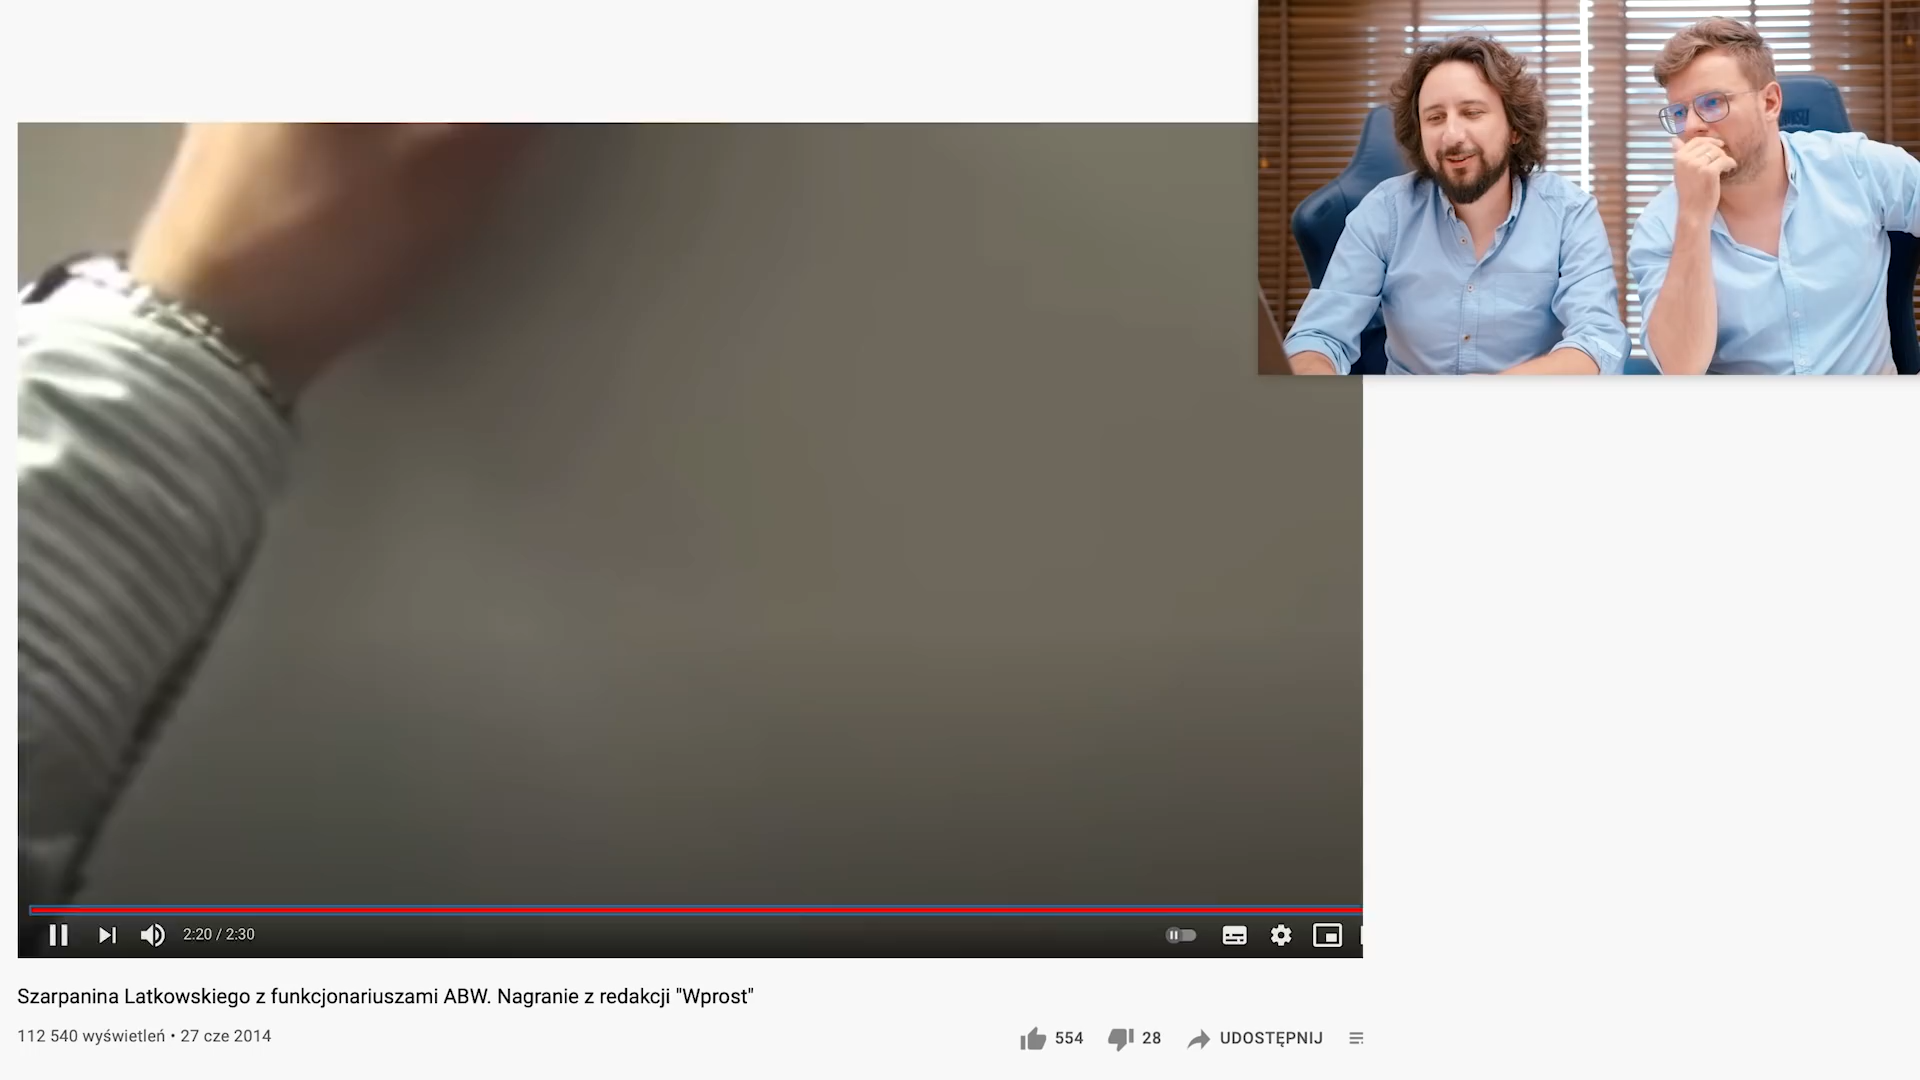 2:20 / 2:30
Szarpanina Latkowskiego z funkcjonariuszami ABW. Nagranie z redakcji "Wprost"
112 540 wyświetleń • 27 cze 2014
554
28
UDOSTĘPNIJ